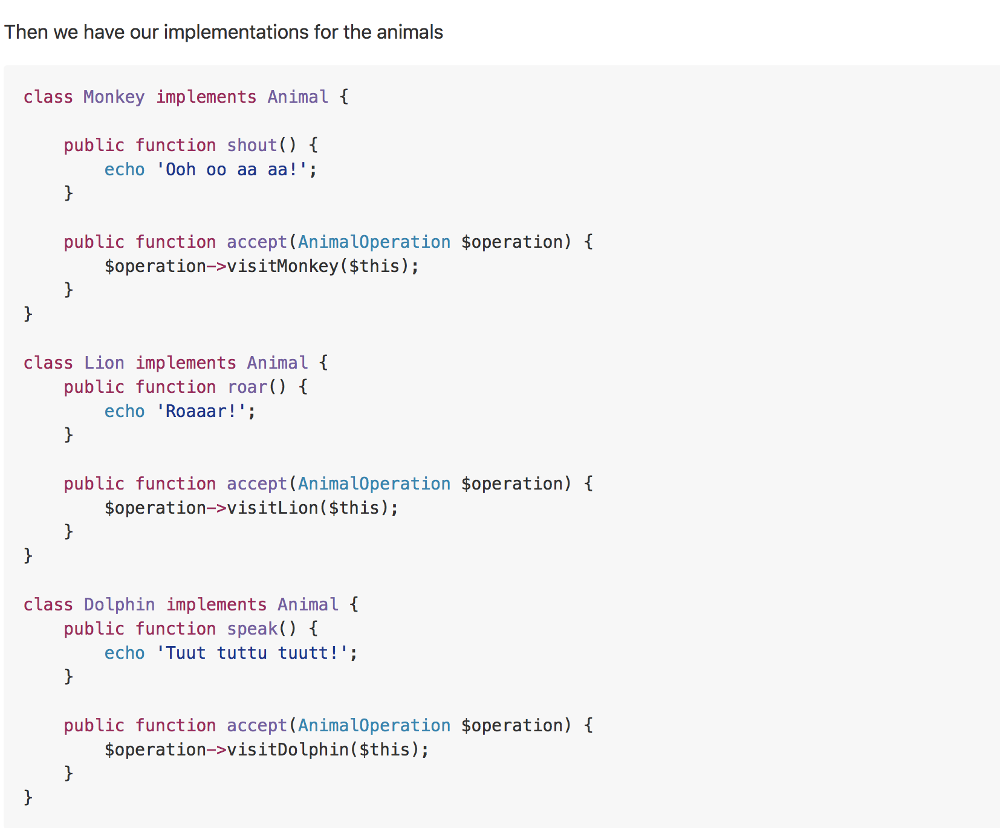 Then we have our implementations for the animals
class Monkey implements Animal {
    public function shout() {
        echo 'Ooh oo aa aa!';
    }
    public function accept(AnimalOperation $operation) {
        $operation->visitMonkey($this);
    }
}
class Lion implements Animal {
    public function roar() {
        echo 'Roaaar!';
    }
    public function accept(AnimalOperation $operation) {
        $operation->visitLion($this);
    }
}
class Dolphin implements Animal {
    public function speak() {
        echo 'Tuut tuttu tuutt!';
    }
    public function accept(AnimalOperation $operation) {
        $operation->visitDolphin($this);
    }
}